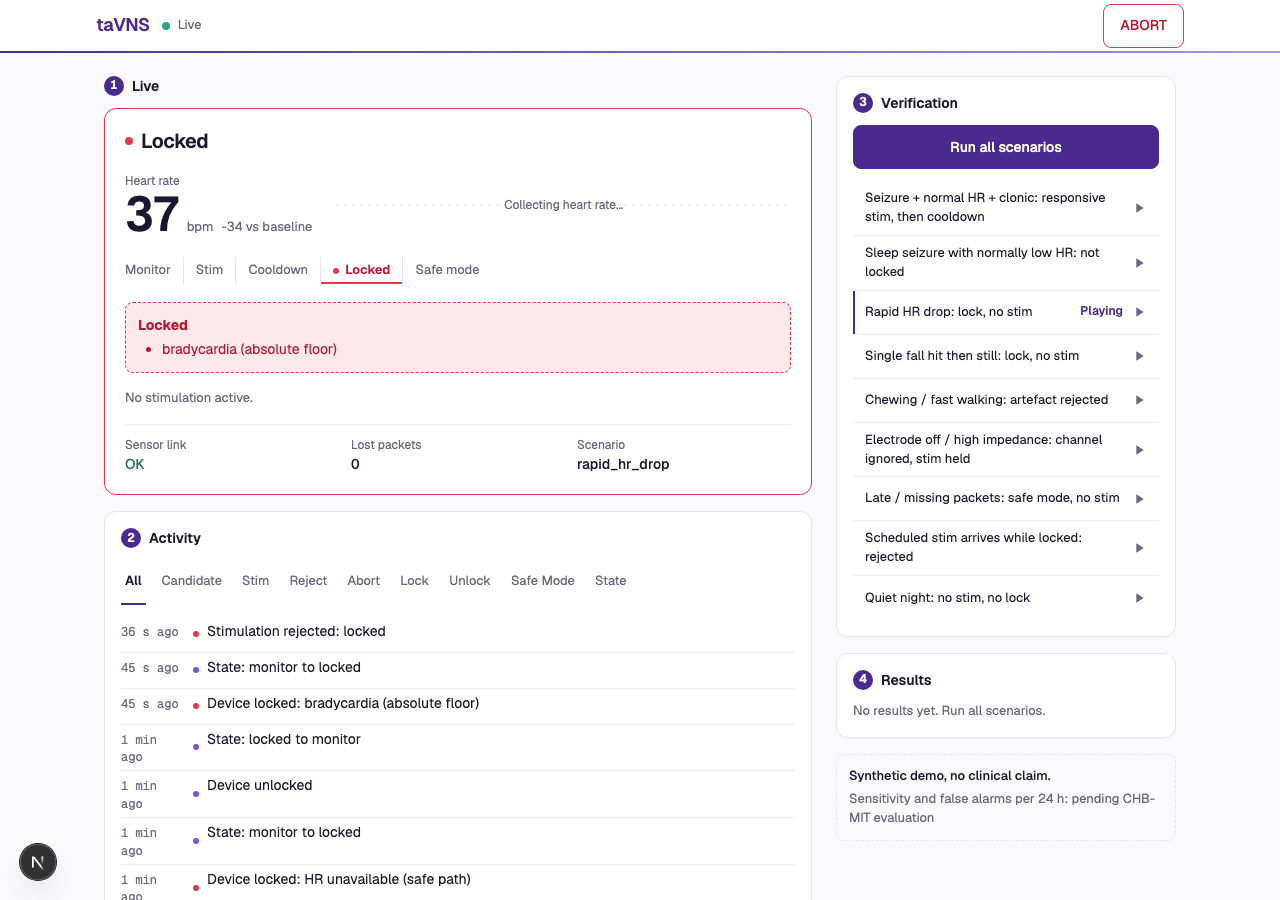 taVNS
Live
ABORT
1 Live
Locked
Heart rate
37 bpm -34 vs baseline
Collecting heart rate…
Monitor
Stim
Cooldown
Locked
Safe mode
Locked
bradycardia (absolute floor)
No stimulation active.
Sensor link
OK
Lost packets
0
Scenario
rapid_hr_drop
2 Activity
All
Candidate
Stim
Reject
Abort
Lock
Unlock
Safe Mode
State
36 s ago Stimulation rejected: locked
45 s ago State: monitor to locked
45 s ago Device locked: bradycardia (absolute floor)
1 min
ago
State: locked to monitor
1 min
ago
Device unlocked
1 min
ago
State: monitor to locked
1 min
ago
Device locked: HR unavailable (safe path)
3 Verification
Run all scenarios
Seizure + normal HR + clonic: responsive
stim, then cooldown
Sleep seizure with normally low HR: not
locked
Rapid HR drop: lock, no stim
Playing
Single fall hit then still: lock, no stim
Chewing / fast walking: artefact rejected
Electrode off / high impedance: channel
ignored, stim held
Late / missing packets: safe mode, no stim
Scheduled stim arrives while locked:
rejected
Quiet night: no stim, no lock
4 Results
No results yet. Run all scenarios.
Synthetic demo, no clinical claim.
Sensitivity and false alarms per 24 h: pending CHB-
MIT evaluation
N